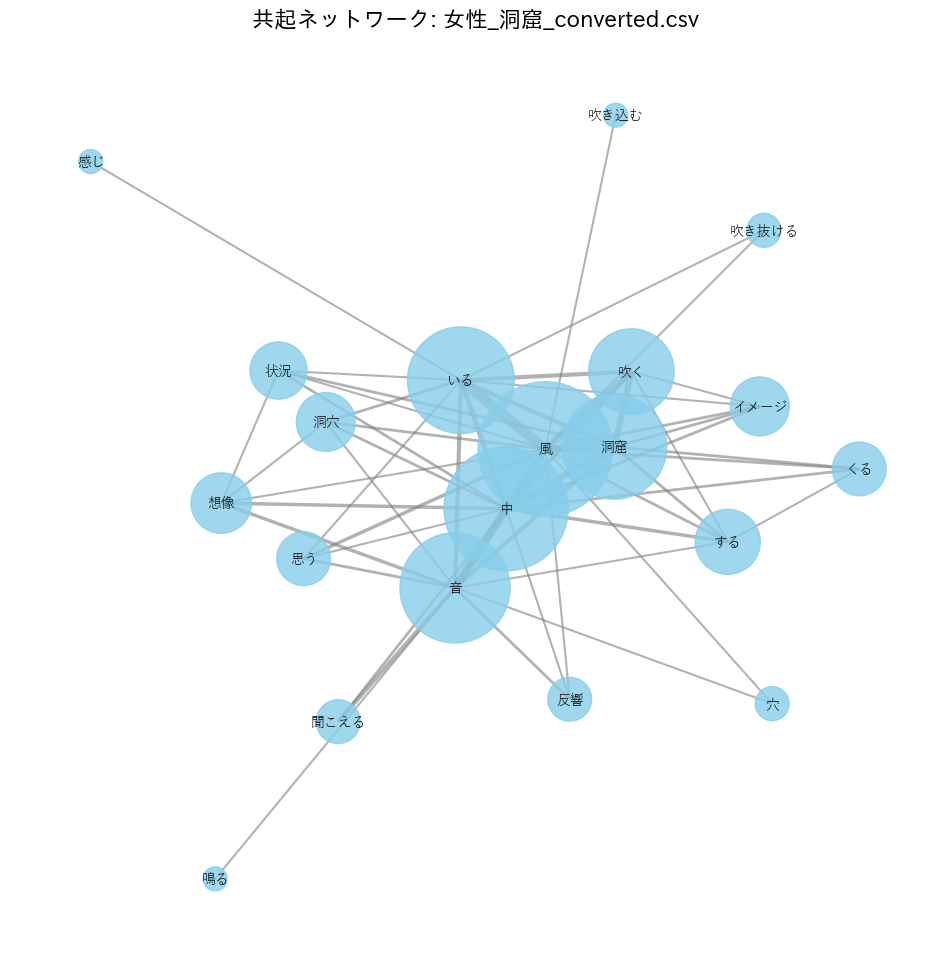 共起ネットワーク: 女性_洞窟_converted.csv
吹き込む
感じ
吹き抜ける
状況
いる
吹く
イメージ
洞穴
風
洞窟
くる
想像
中
する
思う
音
反響
穴
聞こえる
鳴る